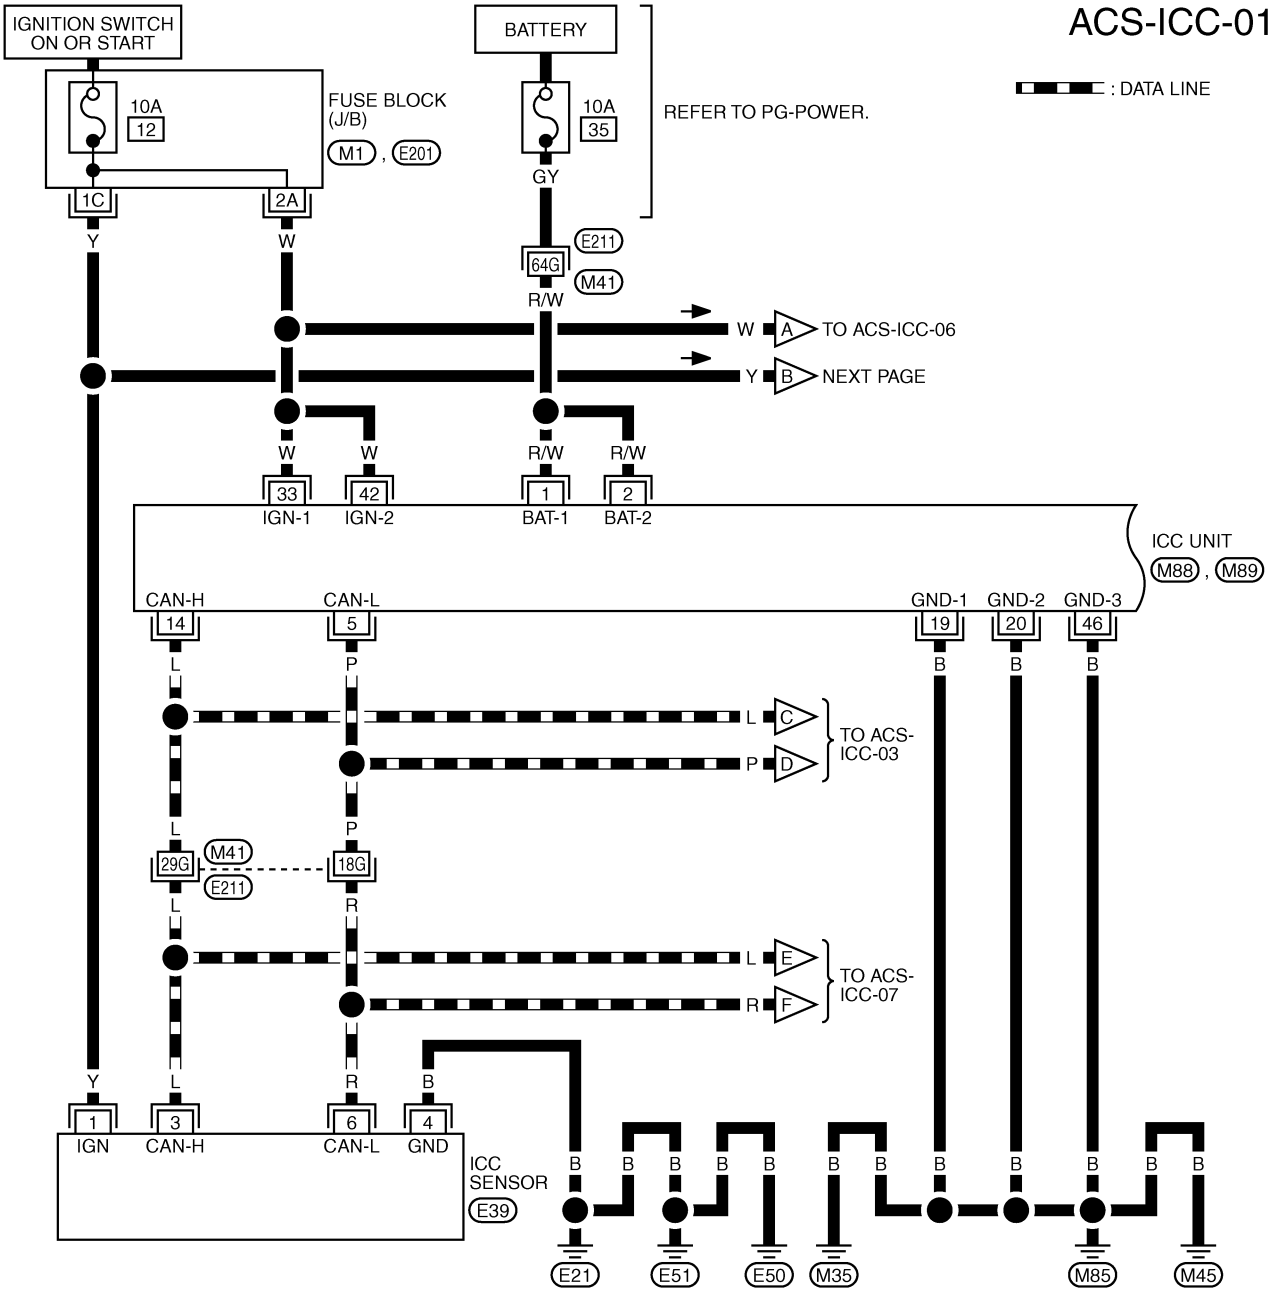 ACS-ICC-01
IGNITION SWITCH
ON OR START
BATTERY
: DATA LINE
10A
12
FUSE BLOCK
(J/B)
M1 , E201
10A
35
REFER TO PG-POWER.
GY
1C
2A
Y
W
E211
64G
M41
R/W
W
A
TO ACS-ICC-06
Y
B
NEXT PAGE
W
W
R/W
R/W
33
42
1
2
IGN-1
IGN-2
BAT-1
BAT-2
ICC UNIT
M88 , M89
CAN-H
CAN-L
GND-1
GND-2
GND-3
14
5
19
20
46
L
P
B
B
B
L
C
P
D
TO ACS-
ICC-03
L
P
29G
M41
E211
18G
L
R
L
E
R
F
TO ACS-
ICC-07
Y
L
R
B
1
3
6
4
IGN
CAN-H
CAN-L
GND
ICC
SENSOR
E39
B
B
B
B
B
B
B
B
B
B
B
B
E21
E51
E50
M35
M85
M45